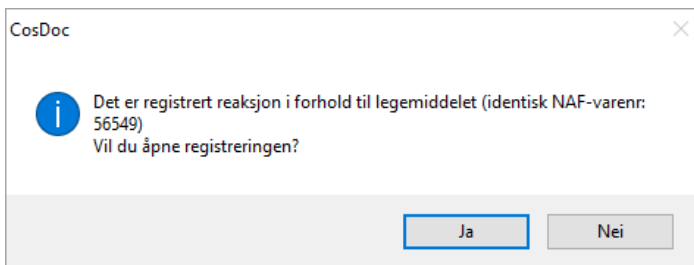 CosDoc
Det er registrert reaksjon i forhold til legemiddelet (identisk NAF-varenr:
56549)
Vil du åpne registreringen?
Ja
Nei